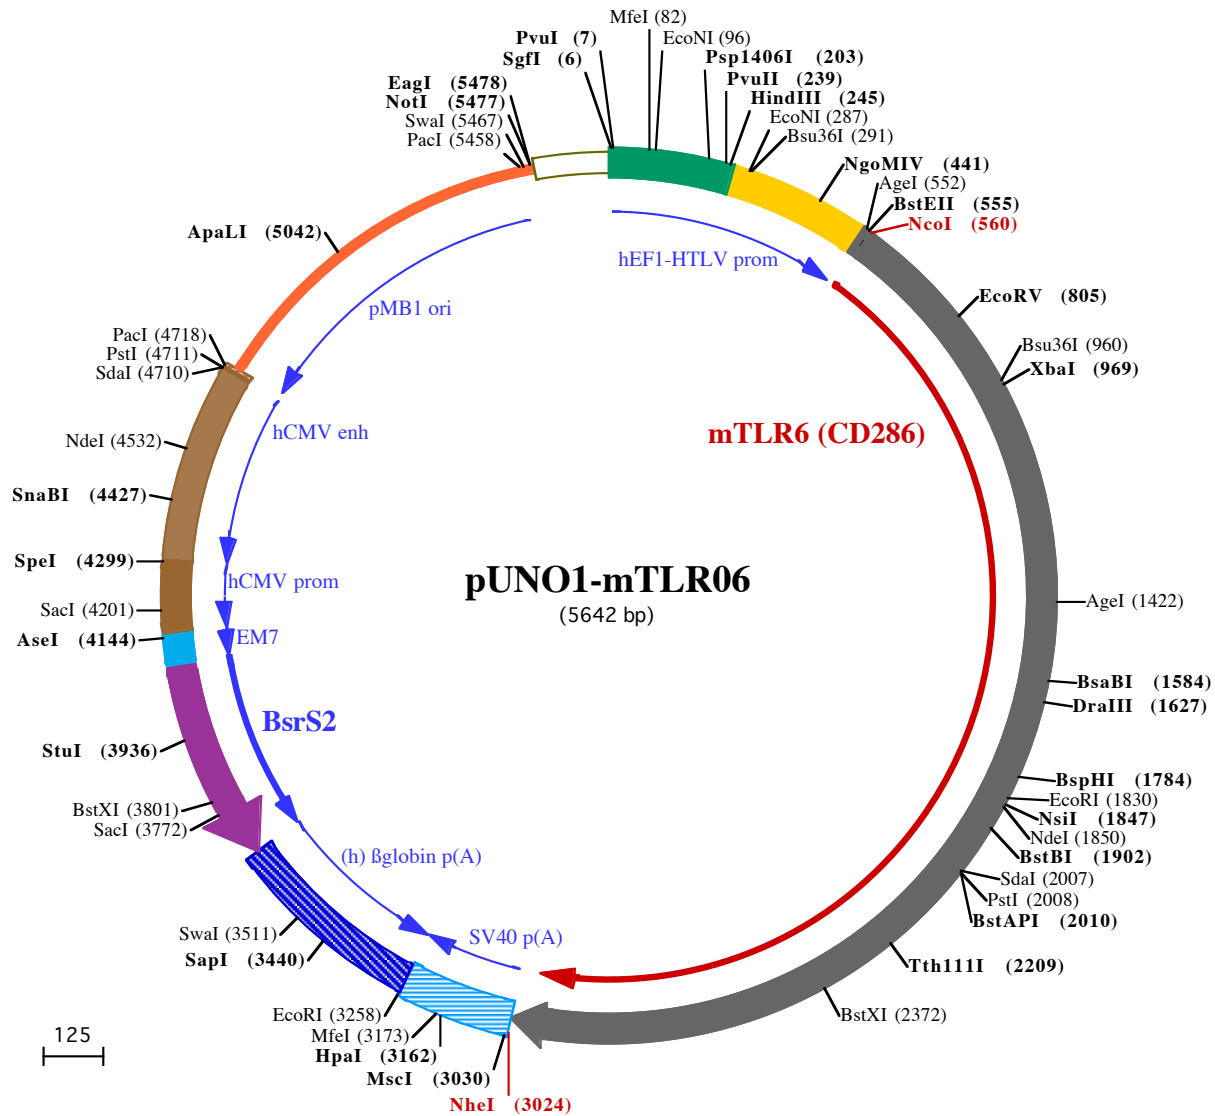 MfeI (82)
PvuI (7)
EcoNI (96)
SgfI (6)
Psp1406I (203)
PvuII (239)
HindIII (245)
EcoNI (287)
Bsu36I (291)
NgoMIV (441)
AgeI (552)
BstEII (555)
NcoI (560)
EcoRV (805)
Bsu36I (960)
XbaI (969)
AgeI (1422)
BsaBI (1584)
DraIII (1627)
BspHI (1784)
EcoRI (1830)
NsiI (1847)
NdeI (1850)
BstBI (1902)
SdaI (2007)
PstI (2008)
BstAPI (2010)
Tth111I (2209)
BstXI (2372)
NheI (3024)
MscI (3030)
HpaI (3162)
MfeI (3173)
EcoRI (3258)
SapI (3440)
SwaI (3511)
SacI (3772)
BstXI (3801)
StuI (3936)
AseI (4144)
SacI (4201)
SpeI (4299)
SnaBI (4427)
NdeI (4532)
SdaI (4710)
PstI (4711)
PacI (4718)
ApaLI (5042)
PacI (5458)
SwaI (5467)
NotI (5477)
EagI (5478)
hEF1-HTLV prom
mTLR6 (CD286)
pMB1 ori
hCMV enh
hCMV prom
EM7
BsrS2
(h) ßglobin p(A)
SV40 p(A)
pUNO1-mTLR06
(5642 bp)
125